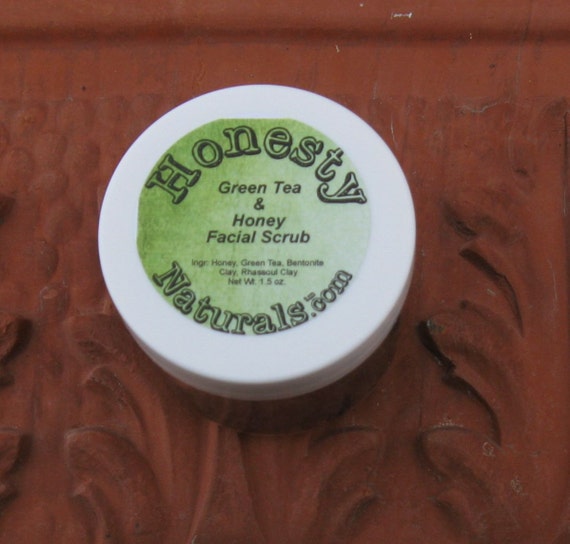 Honesty
Green Tea
&
Honey
Facial Scrub
Ingr: Honey, Green Tea, Bentonite
Clay, Rhassoul Clay
Net Wt. 1.5 oz.
Naturals.com